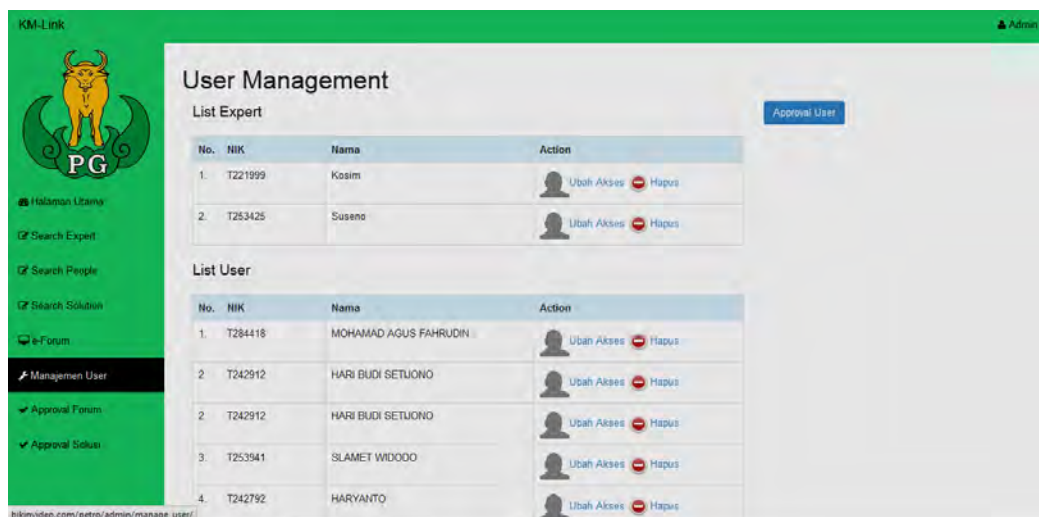 KM-Link
Admin
PG
Halaman Utama
Search Expert
Search People
Search Solution
e-Forum
Manajemen User
Approval Forum
Approval Solusi
User Management
List Expert
Approval User
No. NIK Nama Action
1. T221999 Kosim Ubah Akses Hapus
2. T253425 Suseno Ubah Akses Hapus
List User
No. NIK Nama Action
1. T284418 MOHAMAD AGUS FAHRUDIN Ubah Akses Hapus
2 T242912 HARI BUDI SETIJONO Ubah Akses Hapus
2 T242912 HARI BUDI SETIJONO Ubah Akses Hapus
3. T253941 SLAMET WIDODO Ubah Akses Hapus
4. T242792 HARYANTO Ubah Akses Hapus